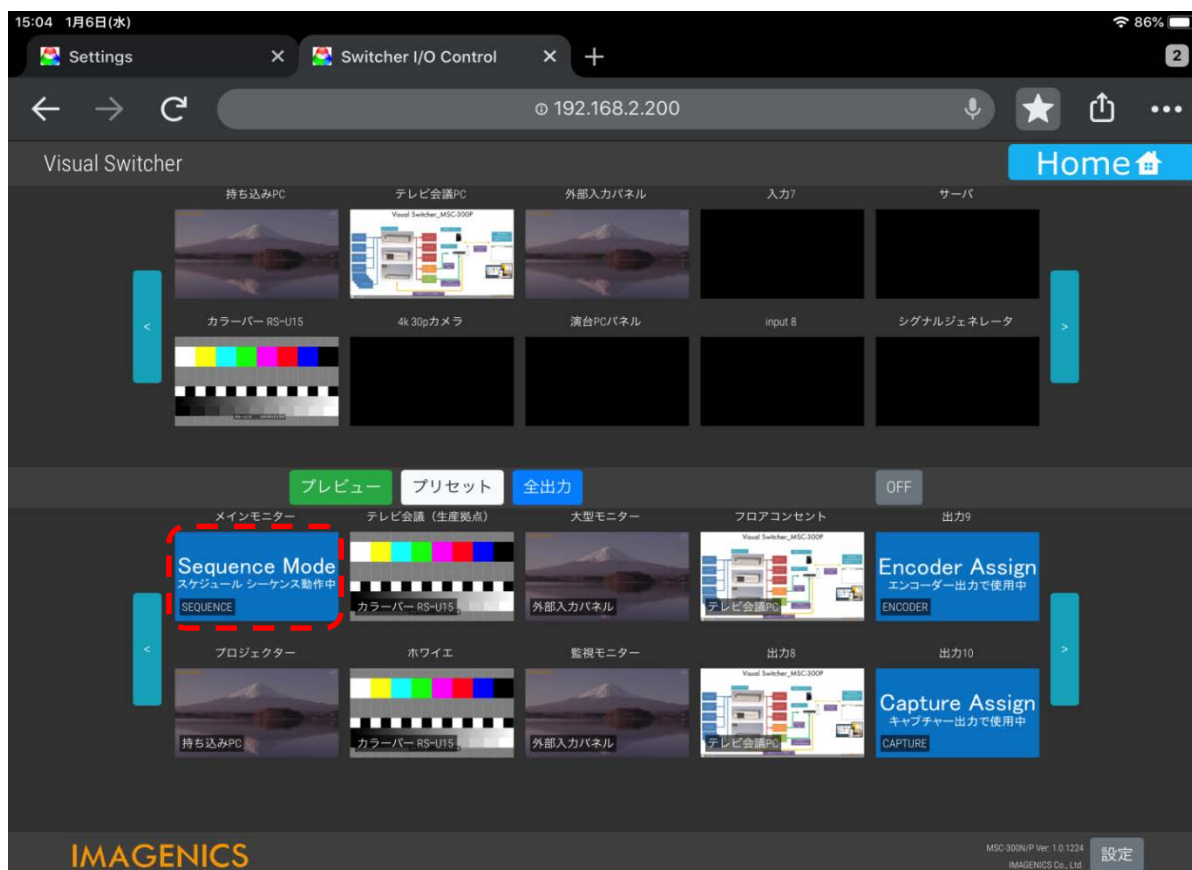 15:04 1月6日(水)
86%
Settings
Switcher I/O Control
2
192.168.2.200
Visual Switcher
Home
持ち込みPC テレビ会議PC 外部入力パネル 入力7 サーバ
Visual Switcher_MSC-300P
< カラーバー RS-U15 4k 30pカメラ 演台PCパネル input 8 シグナルジェネレータ >
プレビュー プリセット 全出力 OFF
メインモニター テレビ会議（生産拠点） 大型モニター フロアコンセント 出力9
Visual Switcher_MSC-300P
Sequence Mode
スケジュール シーケンス動作中
SEQUENCE
カラーバー RS-U15
外部入力パネル
テレビ会議PC
Encoder Assign
エンコーダー出力で使用中
ENCODER
< プロジェクター ホワイエ 監視モニター 出力8 出力10 >
Visual Switcher_MSC-300P
持ち込みPC
カラーバー RS-U15
外部入力パネル
テレビ会議PC
Capture Assign
キャプチャー出力で使用中
CAPTURE
IMAGENICS
MSC-300N/P Ver. 1.0.1224
IMAGENICS Co., Ltd.
設定